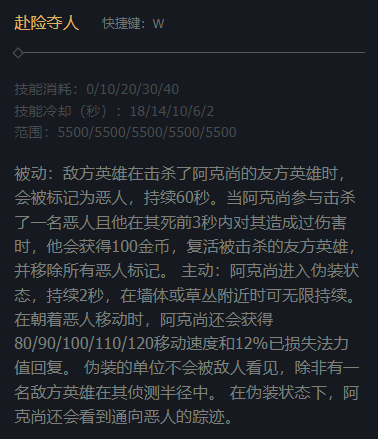 赴险夺人 快捷键：W
技能消耗：0/10/20/30/40
技能冷却（秒）：18/14/10/6/2
范围：5500/5500/5500/5500/5500
被动：敌方英雄在击杀了阿克尚的友方英雄时，
会被标记为恶人，持续60秒。当阿克尚参与击杀
了一名恶人且他在其死前3秒内对其造成过伤害
时，他会获得100金币，复活被击杀的友方英雄，
并移除所有恶人标记。 主动：阿克尚进入伪装状
态，持续2秒，在墙体或草丛附近时可无限持续。
在朝着恶人移动时，阿克尚还会获得
80/90/100/110/120移动速度和12%已损失法力
值回复。 伪装的单位不会被敌人看见，除非有一
名敌方英雄在其侦测半径中。 在伪装状态下，阿
克尚还会看到通向恶人的踪迹。